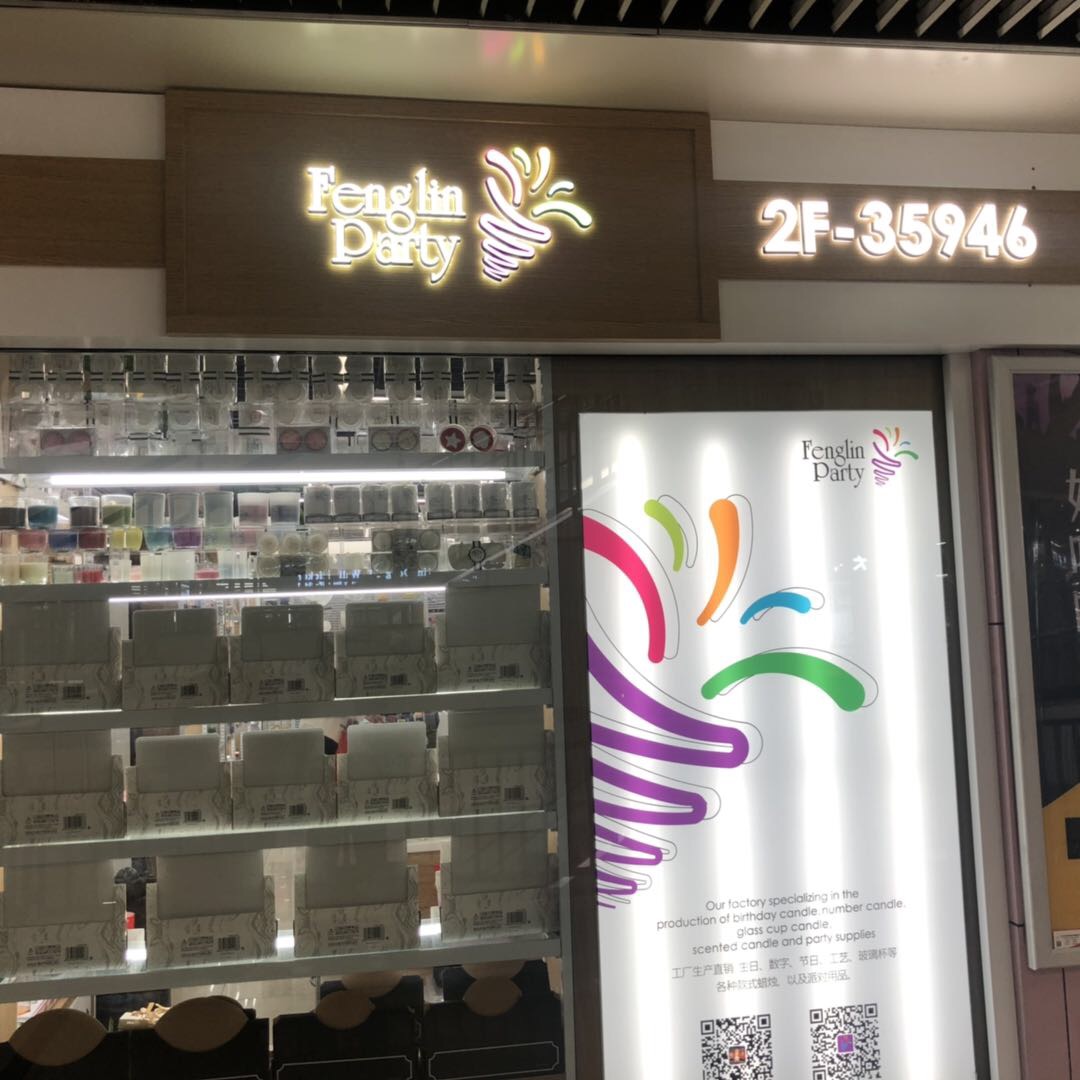 Fenglin
Party
2F-35946
Fenglin
Party
Our factory specializing in the
production of birthday candle, number candle,
glass cup candle,
scented candle and party supplies
工厂生产直销 生日、数字、节日、工艺、玻璃杯等
各种款式蜡烛，以及派对用品。